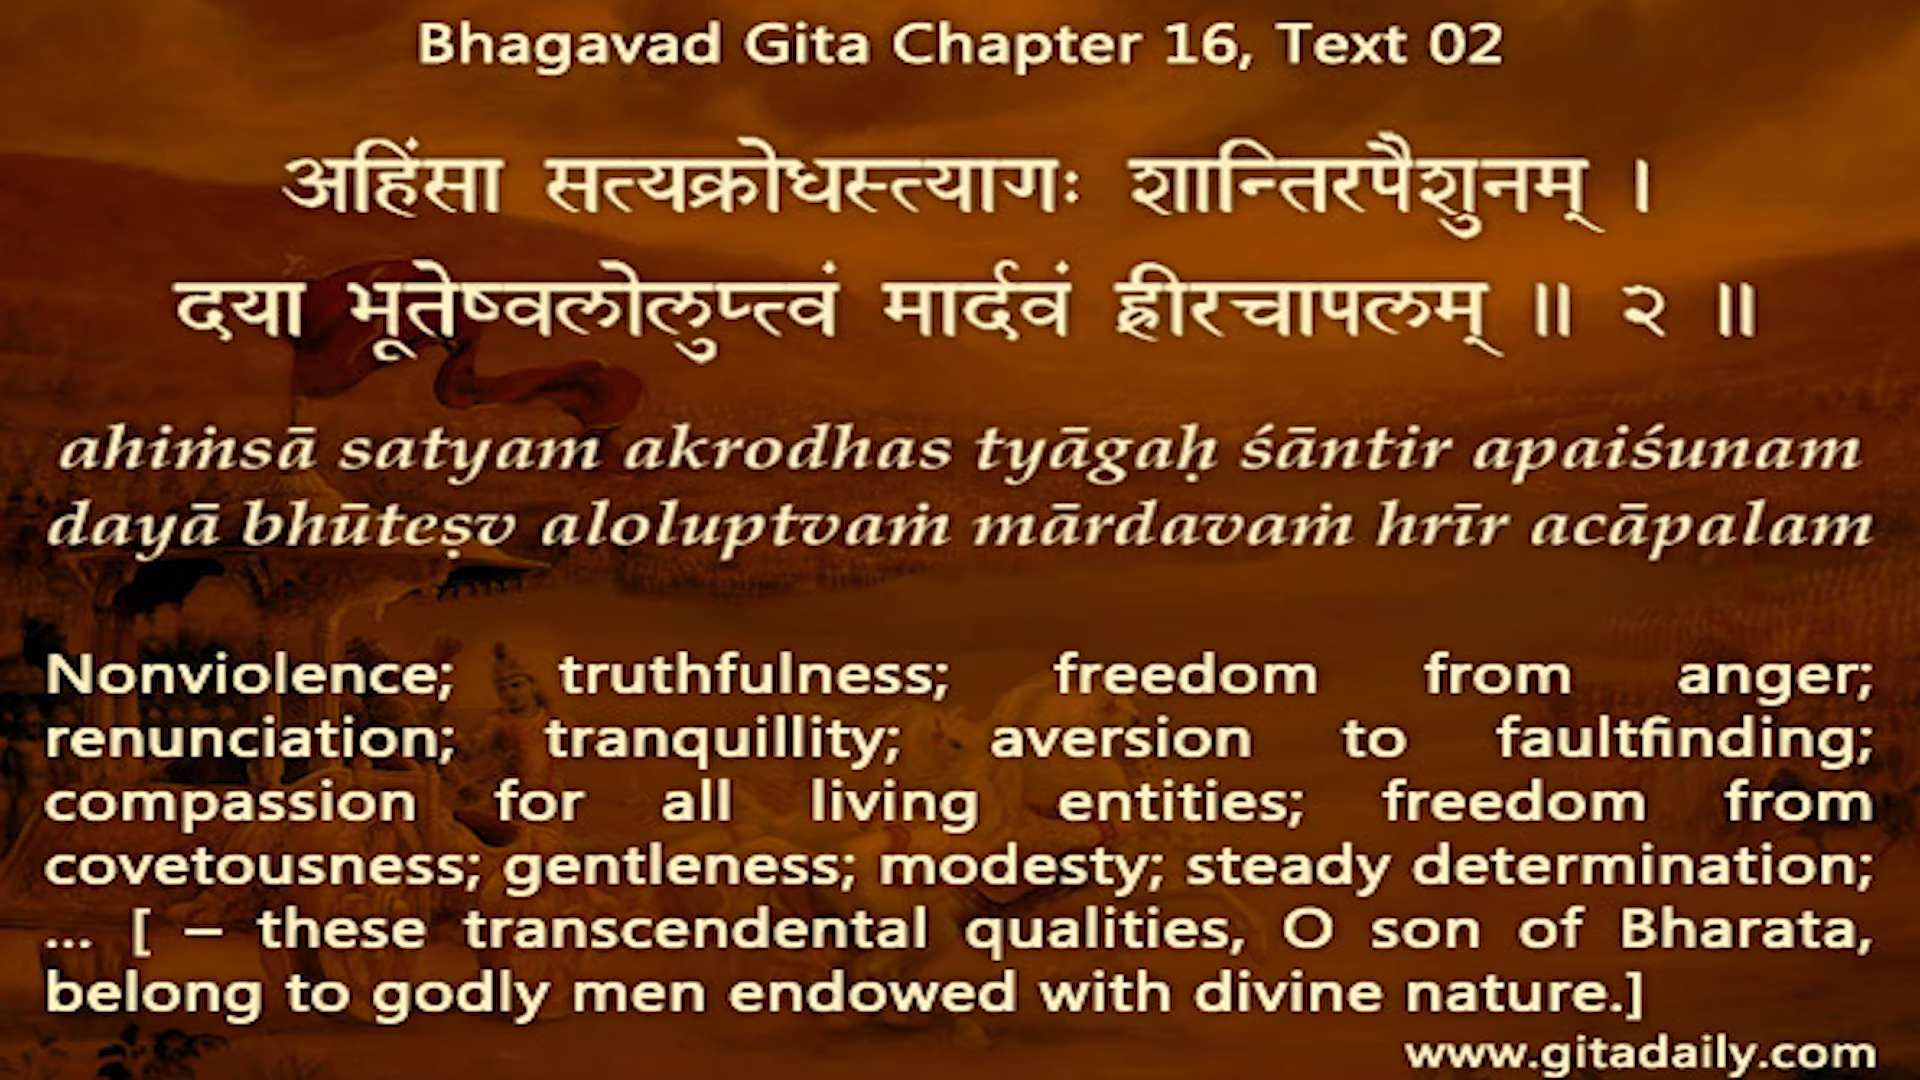 Bhagavad Gita Chapter 16, Text 02
अहिंसा सत्यक्रोधस्त्यागः शान्तिरपैशुनम् ।
दया भूतेष्वलोलुप्त्वं मार्दवं ह्रीरचापलम् ॥ २ ॥
ahiṁsā satyam akrodhas tyāgaḥ śāntir apaiśunam
dayā bhūteṣv aloluptvaṁ mārdavaṁ hrīr acāpalam
Nonviolence; truthfulness; freedom from anger;
renunciation; tranquillity; aversion to faultfinding;
compassion for all living entities; freedom from
covetousness; gentleness; modesty; steady determination;
... [ – these transcendental qualities, O son of Bharata,
belong to godly men endowed with divine nature.]
www.gitadaily.com